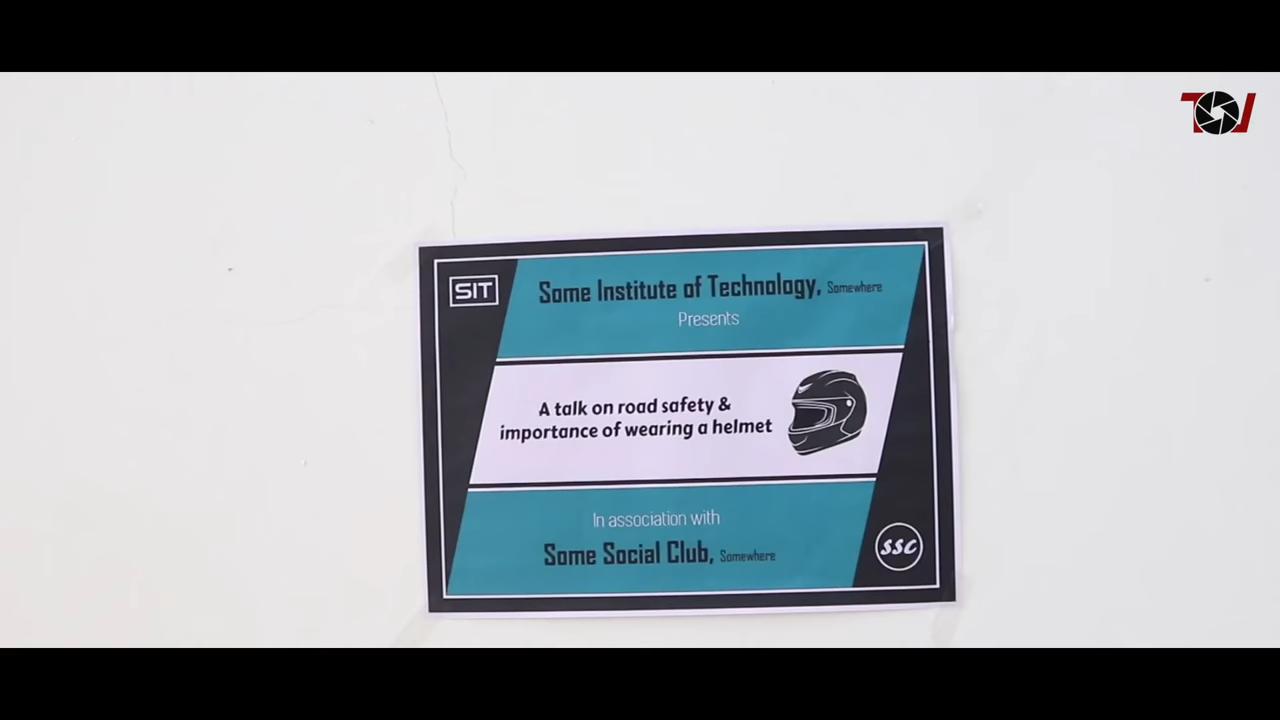 SIT
Some Institute of Technology, Somewhere
Presents
A talk on road safety &
importance of wearing a helmet
In association with
Some Social Club, Somewhere
SSC